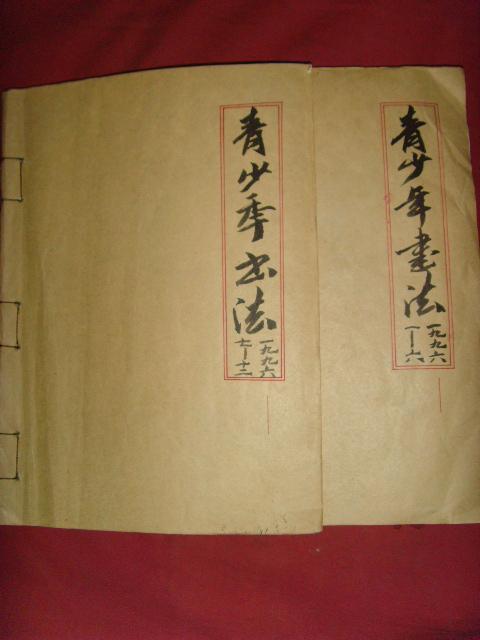 青少年書法
一九九六
一—六
青少年书法
一九九六
七—十二